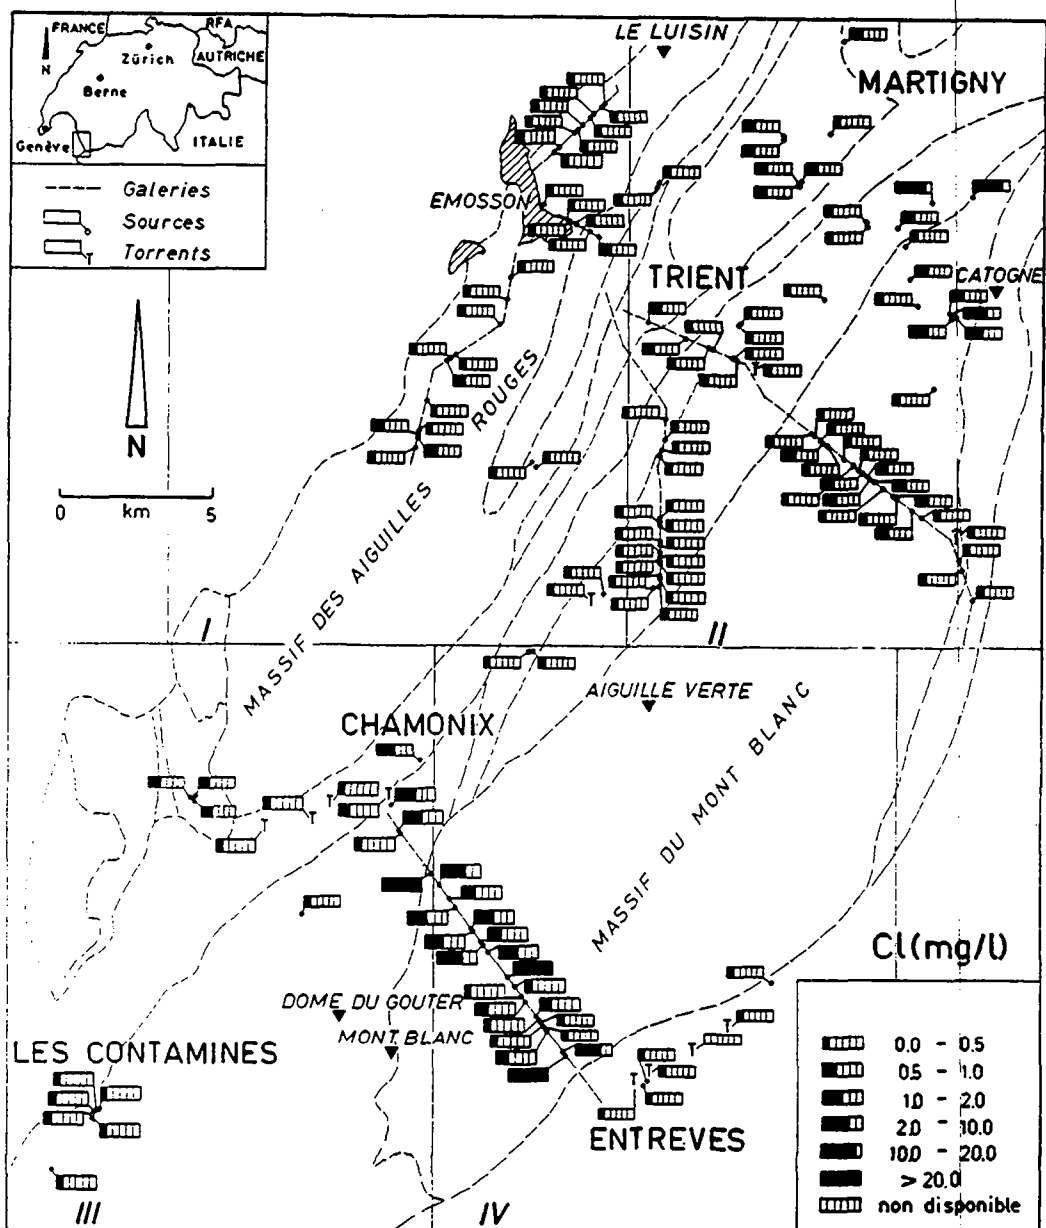 FRANCE
RFA
Zürich
AUTRICHE
N
Berne
Genève
ITALIE
Galeries
Sources
Torrents
LE LUISIN
MARTIGNY
EMOSSON
TRIENT
CATOGNE
N
0 km 5
MASSIF DES AIGUILLES ROUGES
I
II
AIGUILLE VERTE
CHAMONIX
MASSIF DU MONT BLANC
DOME DU GOUTER
MONT BLANC
LES CONTAMINES
ENTREVES
III
IV
Cl (mg/l)
0.0 - 0.5
0.5 - 1.0
1.0 - 2.0
2.0 - 10.0
10.0 - 20.0
> 20.0
non disponible
T
T
T
T
T
T
T
T
T
T
T